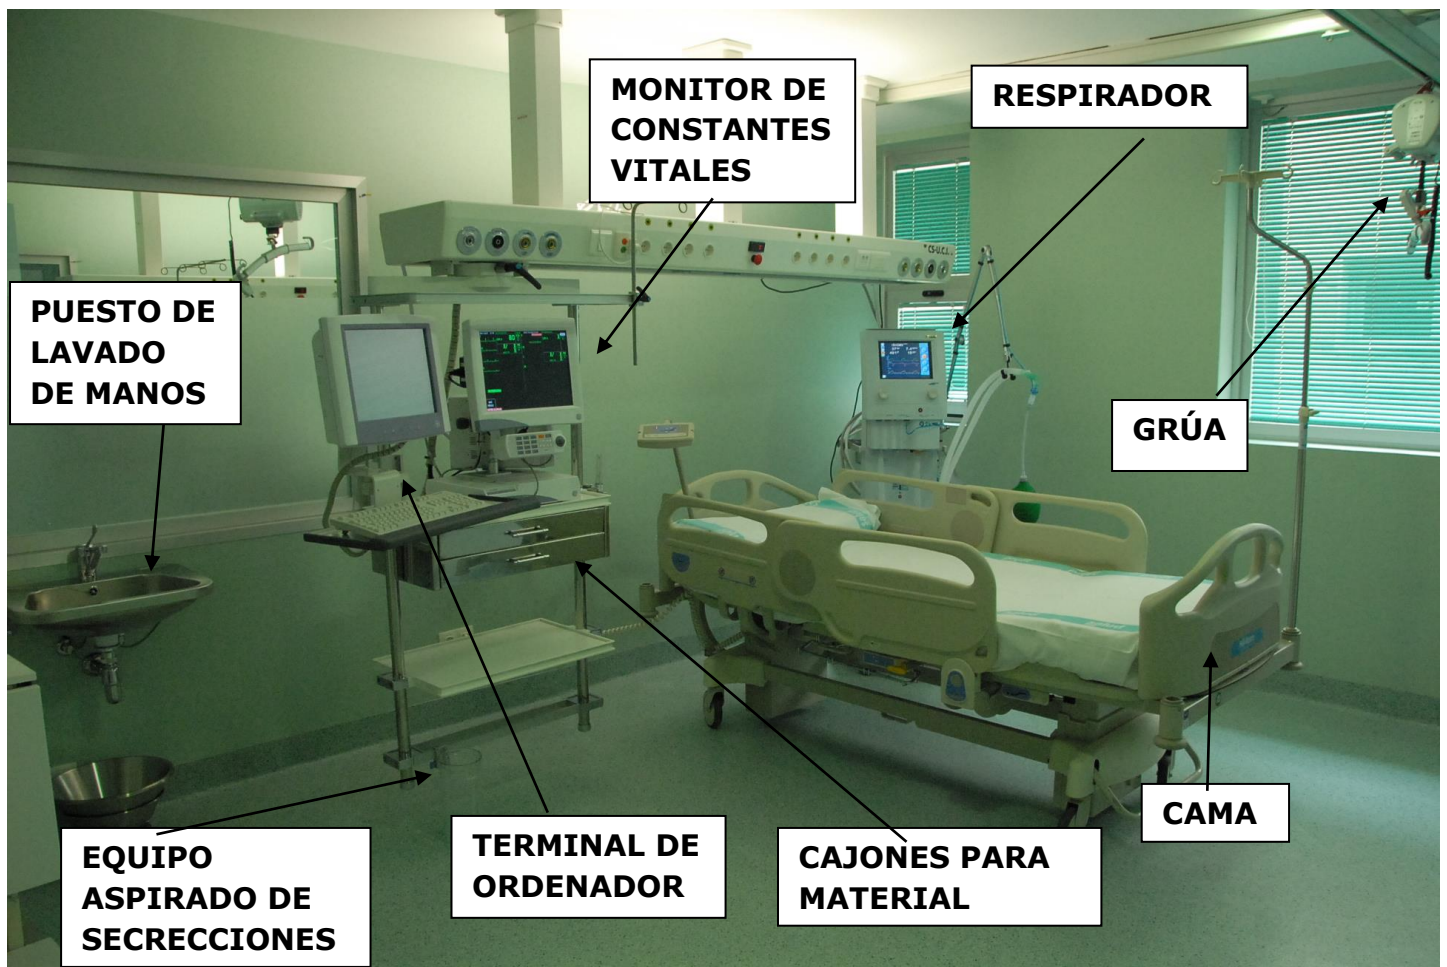 MONITOR DE
CONSTANTES
VITALES
RESPIRADOR
PUESTO DE
LAVADO
DE MANOS
GRÚA
CAMA
EQUIPO
ASPIRADO DE
SECRECCIONES
TERMINAL DE
ORDENADOR
CAJONES PARA
MATERIAL
CS-U.C.I.